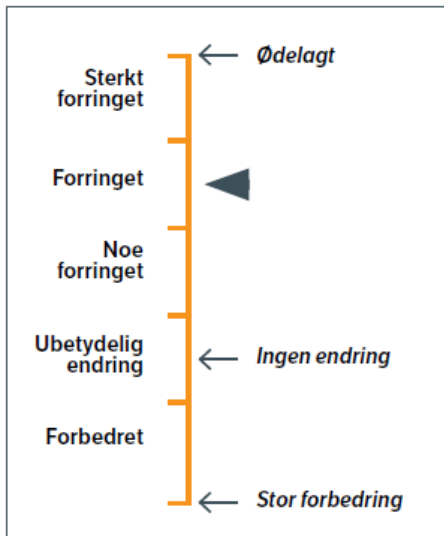 Ødelagt
Sterkt
forringet
Forringet
Noe
forringet
Ubetydelig
endring
Ingen endring
Forbedret
Stor forbedring